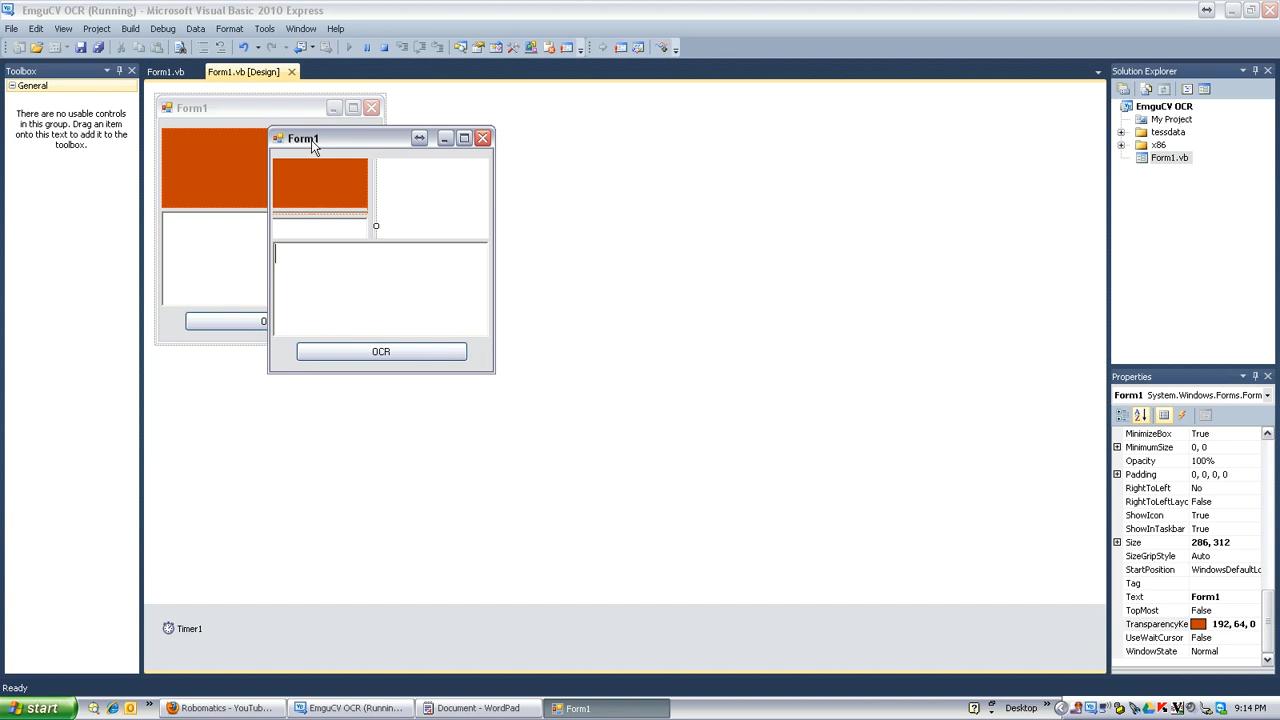 EmguCV OCR (Running) - Microsoft Visual Basic 2010 Express
File Edit View Project Build Debug Data Format Tools Window Help
Toolbox
General
There are no usable controls
in this group. Drag an item
onto this text to add it to the
toolbox.
Form1.vb Form1.vb [Design]
Form1
O
Form1
OCR
Timer1
Solution Explorer
EmguCV OCR
My Project
tessdata
x86
Form1.vb
Properties
Form1 System.Windows.Forms.Form
MinimizeBox True
MinimumSize 0, 0
Opacity 100%
Padding 0, 0, 0, 0
RightToLeft No
RightToLeftLayc False
ShowIcon True
ShowInTaskbar True
Size 286, 312
SizeGripStyle Auto
StartPosition WindowsDefaultLo
Tag
Text Form1
TopMost False
TransparencyKe 192, 64, 0
UseWaitCursor False
WindowState Normal
Ready
start Robomatics - YouTub... EmguCV OCR (Runnin... Document - WordPad Form1 Desktop 9:14 PM